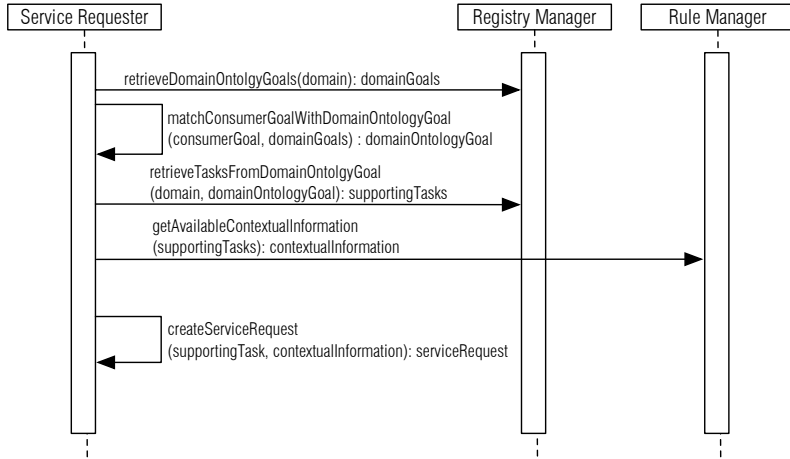 Service Requester
Registry Manager
Rule Manager
retrieveDomainOntolgyGoals(domain): domainGoals
matchConsumerGoalWithDomainOntologyGoal
(consumerGoal, domainGoals) : domainOntologyGoal
retrieveTasksFromDomainOntolgyGoal
(domain, domainOntologyGoal): supportingTasks
getAvailableContextualInformation
(supportingTasks): contextualInformation
createServiceRequest
(supportingTask, contextualInformation): serviceRequest